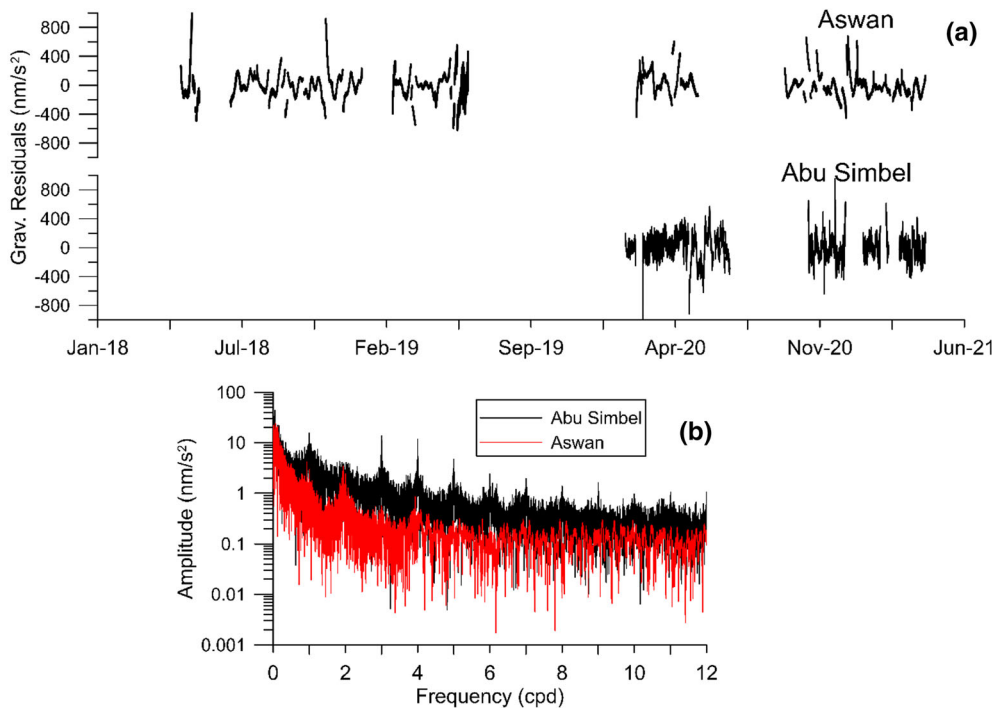 Aswan
(a)
800
400
0
-400
-800
Abu Simbel
800
400
0
-400
-800
Grav. Residuals (nm/s²)
Jan-18 Jul-18 Feb-19 Sep-19 Apr-20 Nov-20 Jun-21
(b)
Abu Simbel
Aswan
100
10
1
0.1
0.01
0.001
Amplitude (nm/s²)
0 2 4 6 8 10 12
Frequency (cpd)